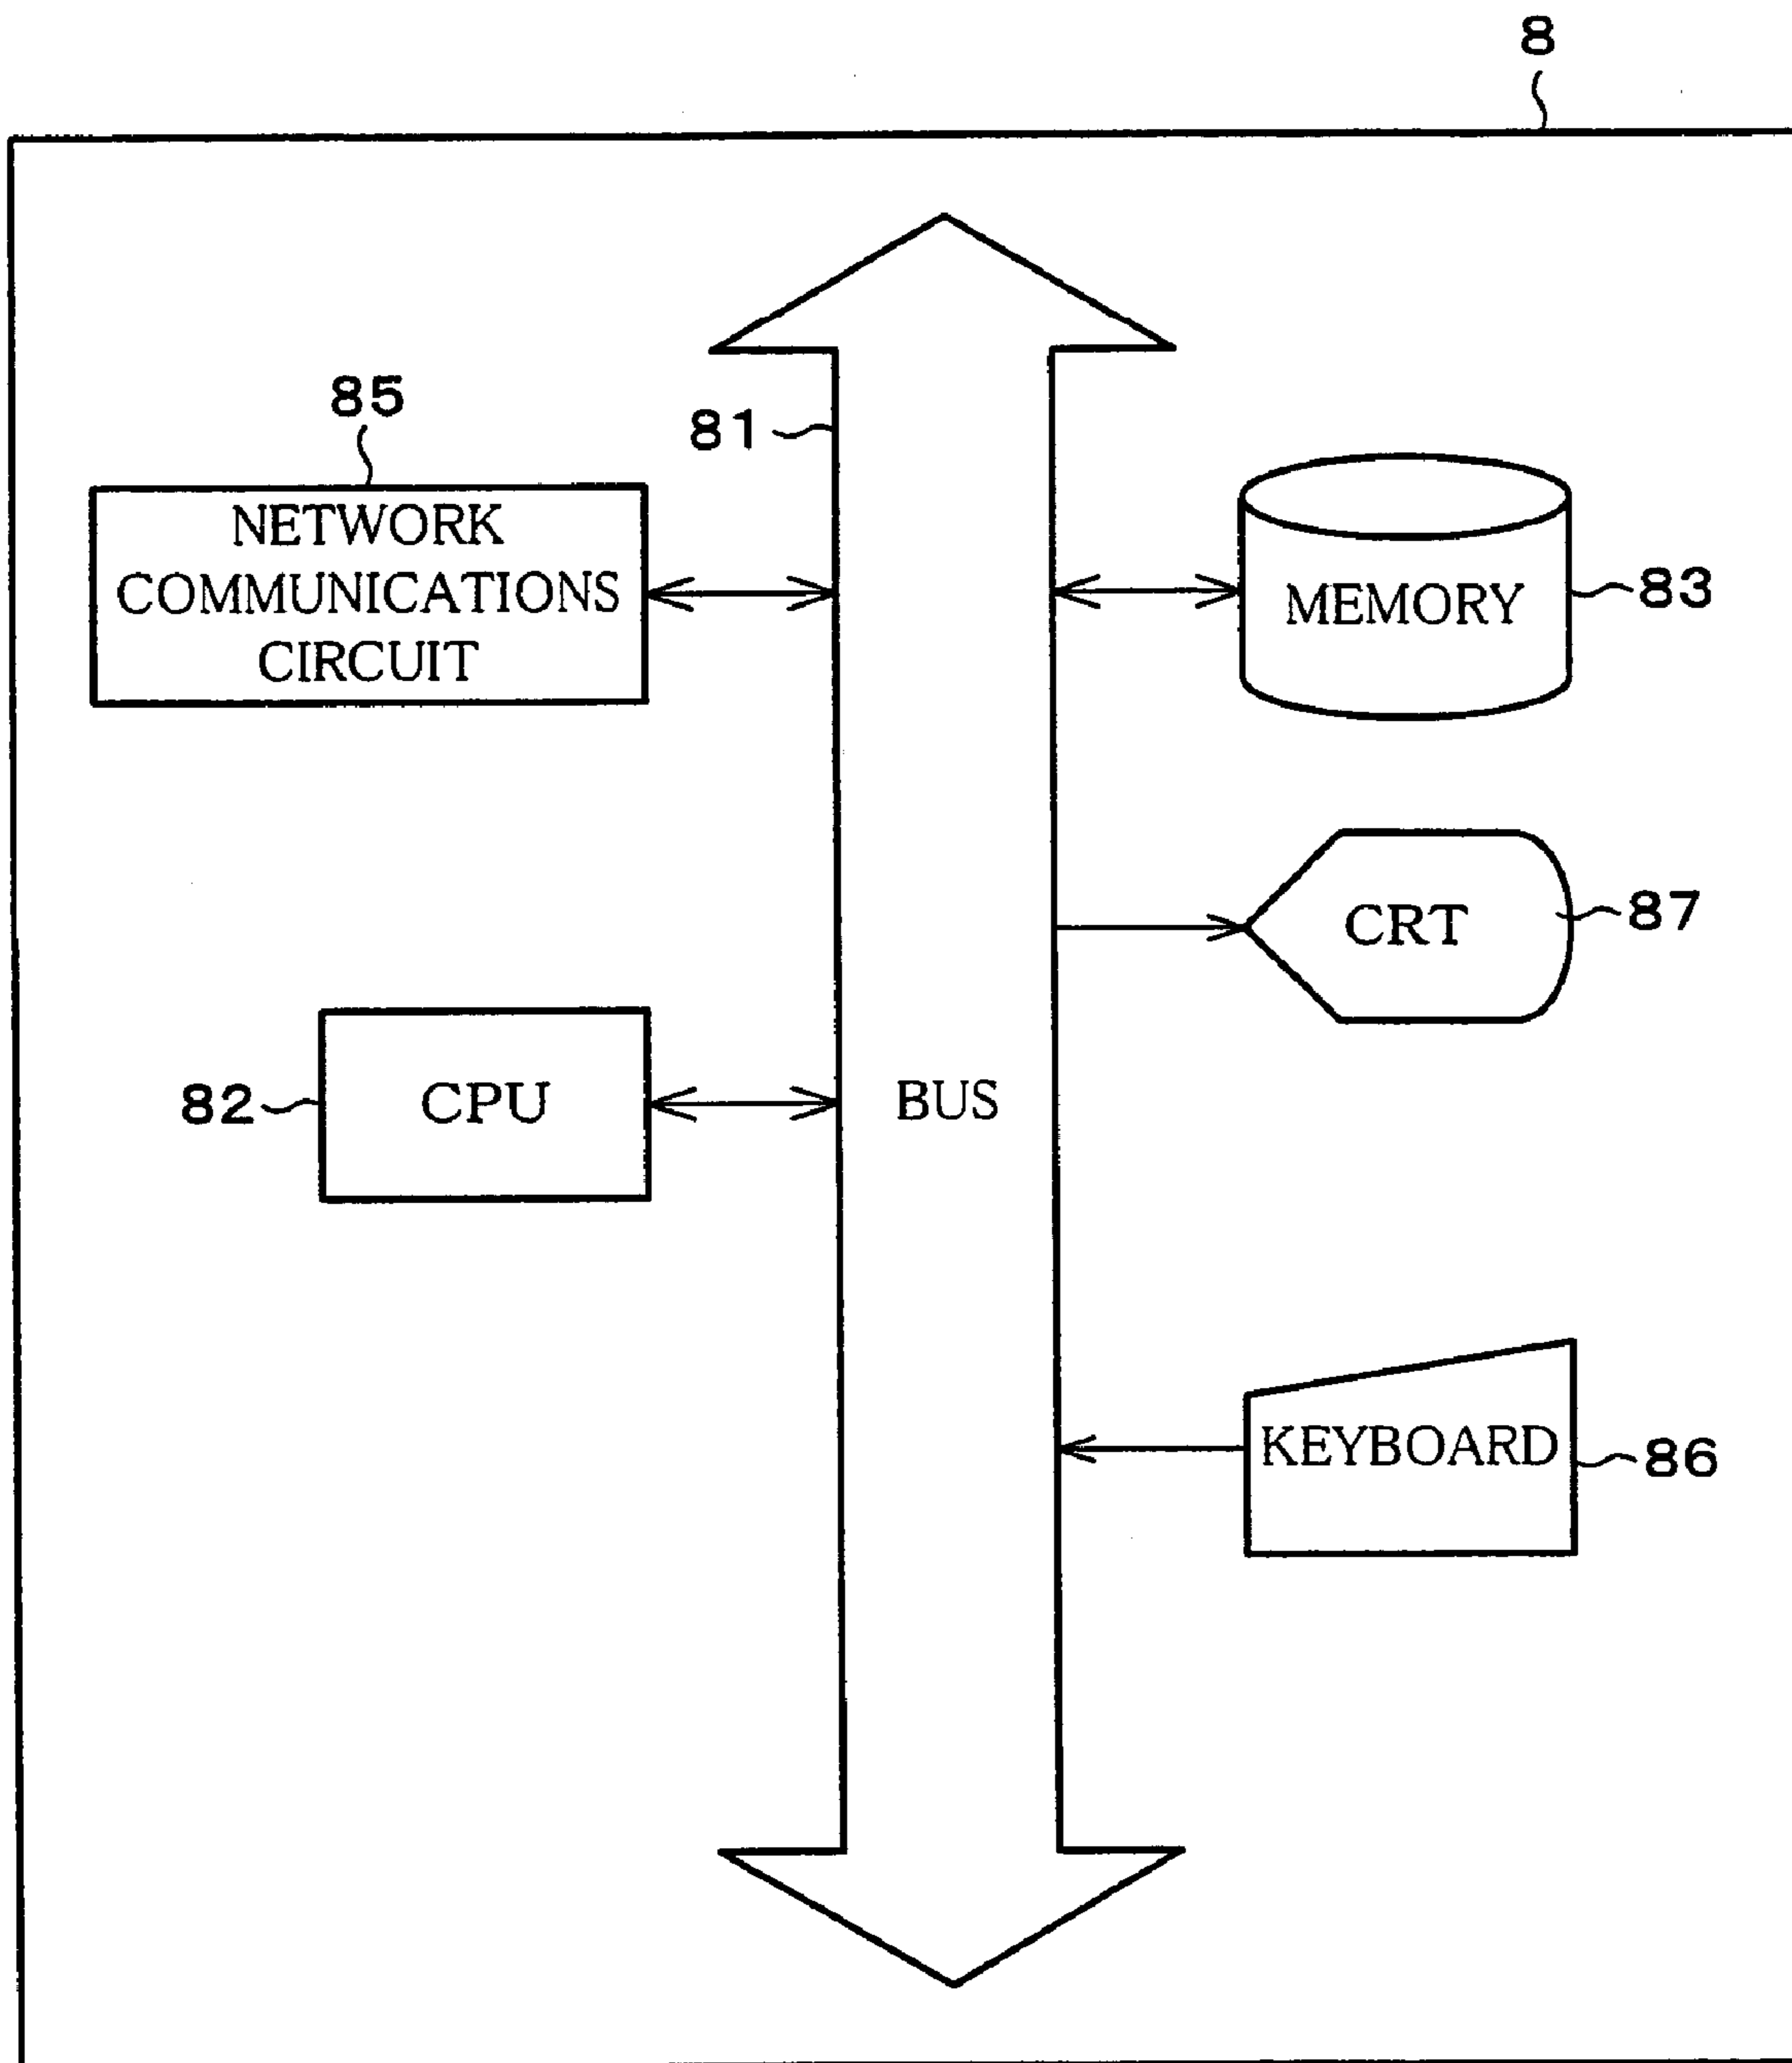 8
85
81
NETWORK
COMMUNICATIONS
CIRCUIT
MEMORY
83
CRT
87
82
CPU
BUS
KEYBOARD
86